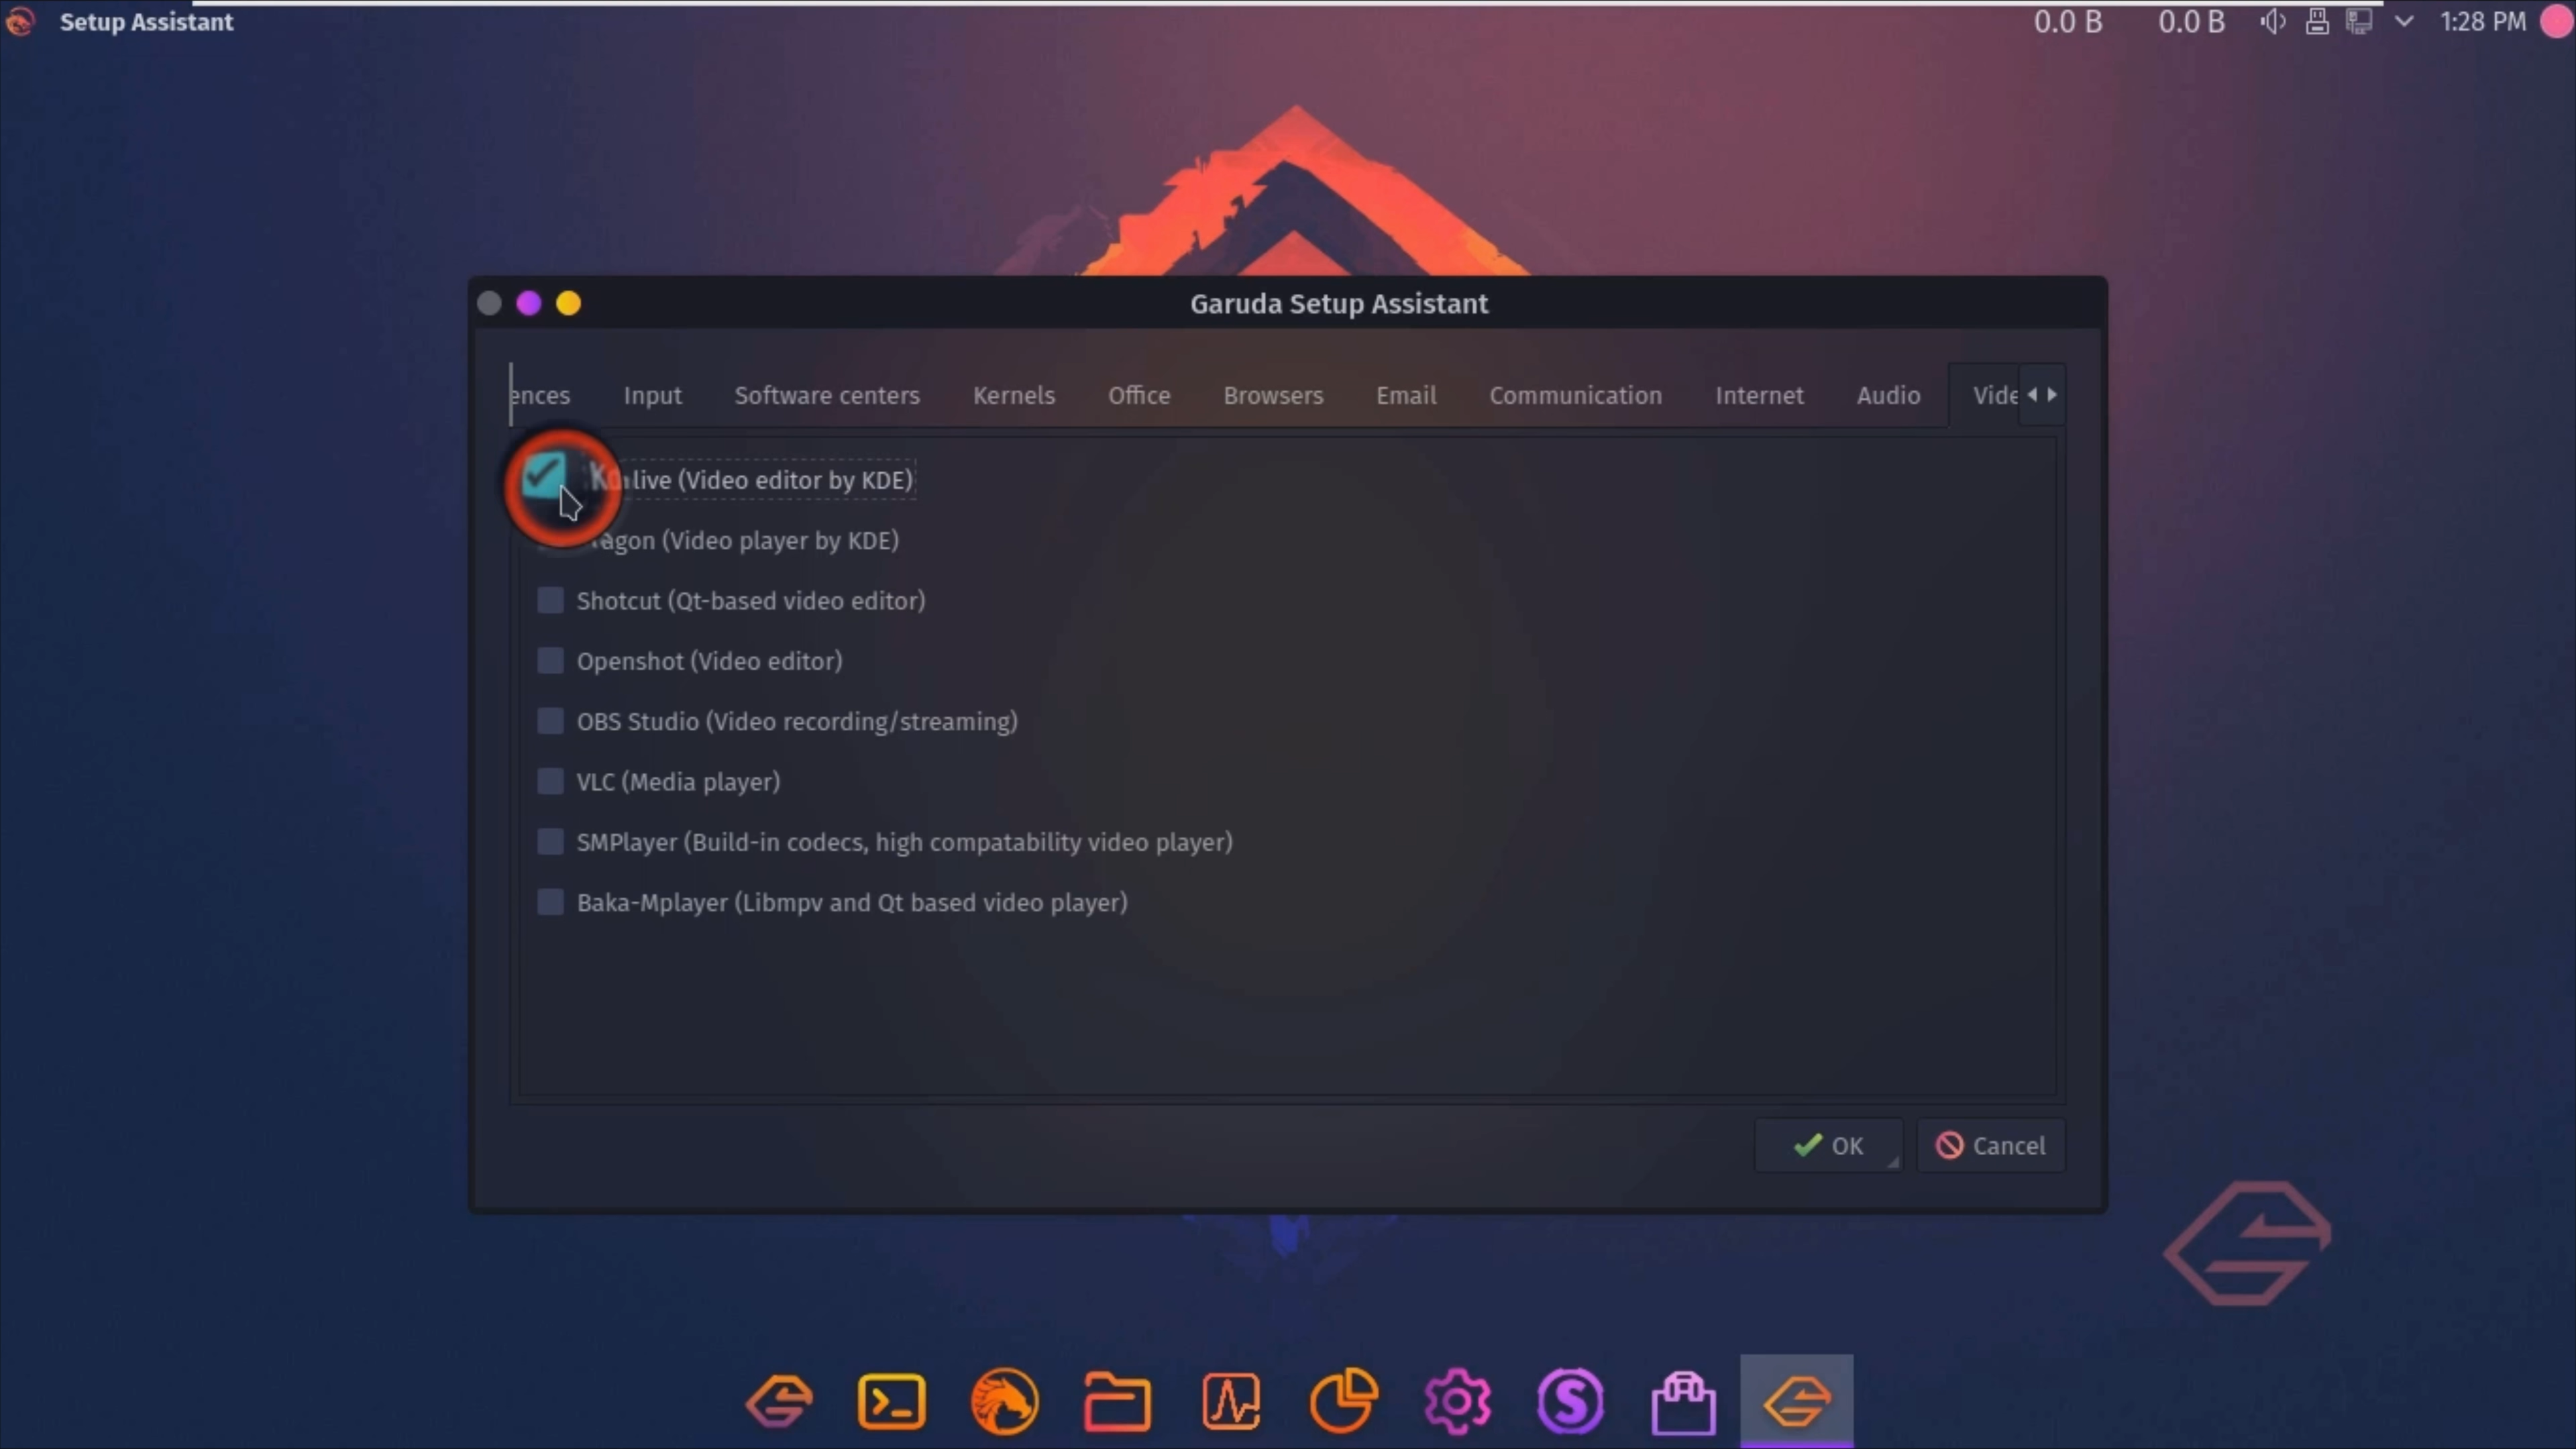 Setup Assistant
0.0 B 0.0 B 1:28 PM
Garuda Setup Assistant
ences Input Software centers Kernels Office Browsers Email Communication Internet Audio Vide
live (Video editor by KDE)
agon (Video player by KDE)
Shotcut (Qt-based video editor)
Openshot (Video editor)
OBS Studio (Video recording/streaming)
VLC (Media player)
SMPlayer (Build-in codecs, high compatability video player)
Baka-Mplayer (Libmpv and Qt based video player)
OK Cancel